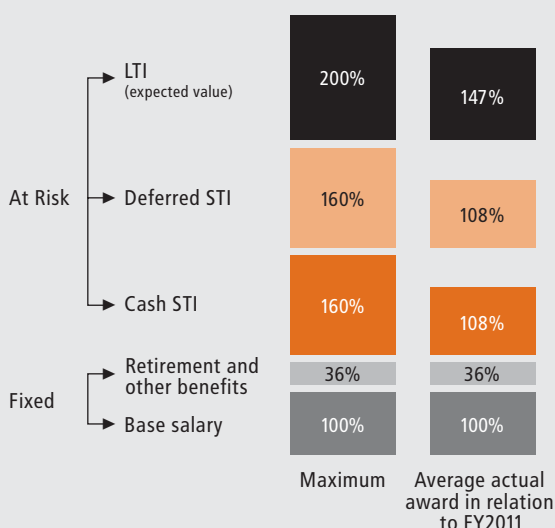 LTI
(expected value)
200%
147%
At Risk
Deferred STI
160%
108%
Cash STI
160%
108%
Retirement and
other benefits
36%
36%
Fixed
Base salary
100%
100%
Maximum
Average actual
award in relation
to FY2011